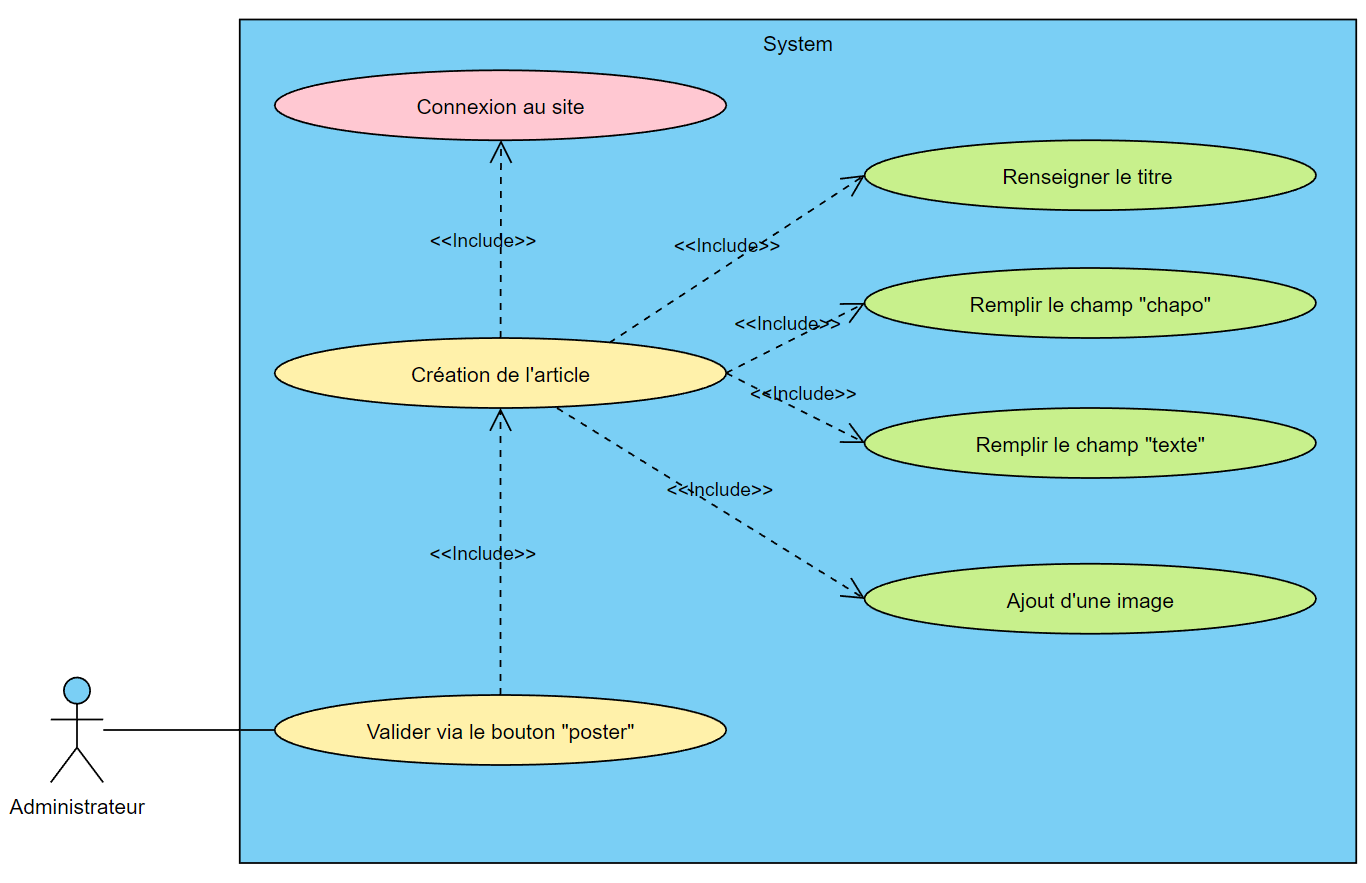 System
Connexion au site
Renseigner le titre
<<Include>>
<<Include>>
Remplir le champ "chapo"
<<Include>>
Création de l'article
<<Include>>
Remplir le champ "texte"
<<Include>>
<<Include>>
Ajout d'une image
Valider via le bouton "poster"
Administrateur